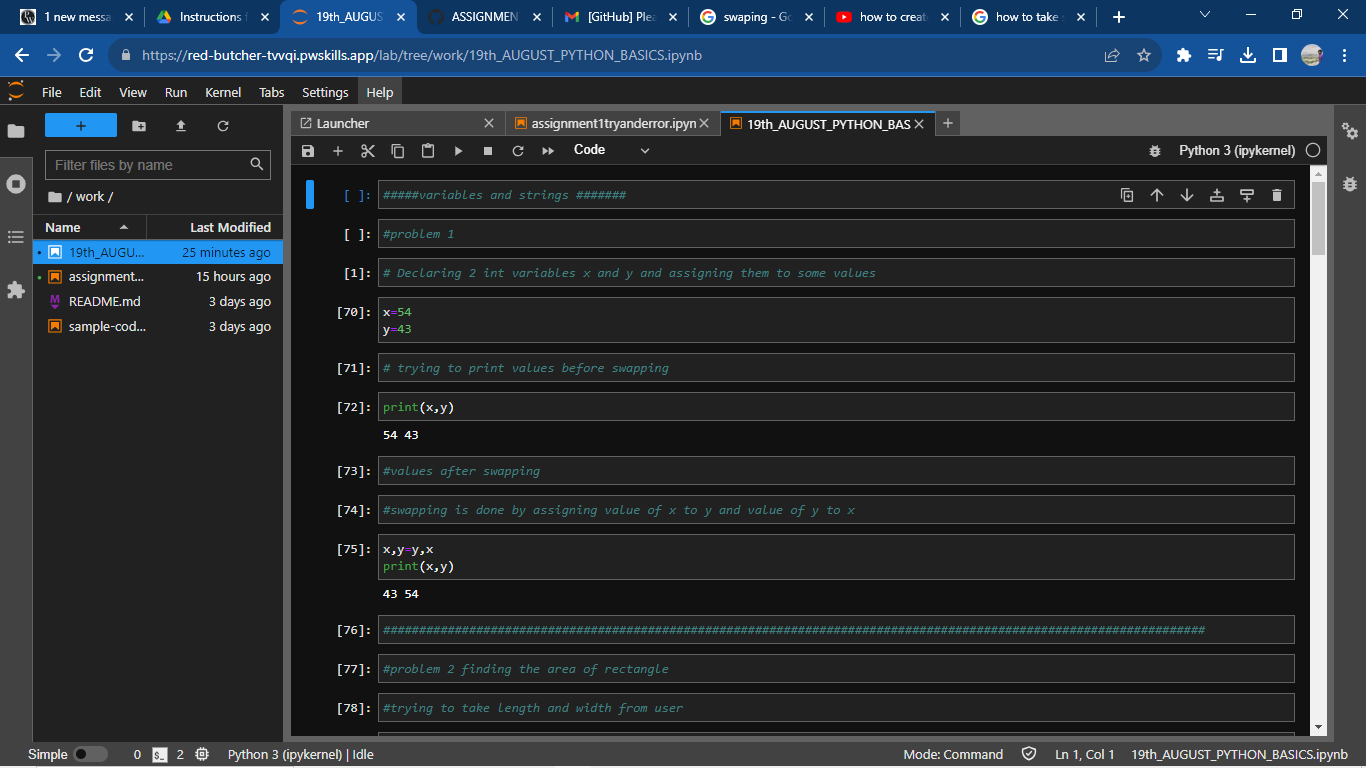 1 new messa
Instructions f
19th_AUGUS
ASSIGNMEN
[GitHub] Plea
swaping - Go
how to creat
how to take s
https://red-butcher-tvvqi.pwskills.app/lab/tree/work/19th_AUGUST_PYTHON_BASICS.ipynb
File Edit View Run Kernel Tabs Settings Help
Filter files by name
/ work /
Name Last Modified
19th_AUGU... 25 minutes ago
assignment... 15 hours ago
README.md 3 days ago
sample-cod... 3 days ago
Launcher
assignment1tryanderror.ipyn
19th_AUGUST_PYTHON_BAS
Code
Python 3 (ipykernel)
[ ]: #####variables and strings #######
[ ]: #problem 1
[1]: # Declaring 2 int variables x and y and assigning them to some values
[70]: x=54
y=43
[71]: # trying to print values before swapping
[72]: print(x,y)
54 43
[73]: #values after swapping
[74]: #swapping is done by assigning value of x to y and value of y to x
[75]: x,y=y,x
print(x,y)
43 54
[76]: ###################################################################################################################
[77]: #problem 2 finding the area of rectangle
[78]: #trying to take length and width from user
Simple 0 $_ 2 Python 3 (ipykernel) | Idle Mode: Command Ln 1, Col 1 19th_AUGUST_PYTHON_BASICS.ipynb